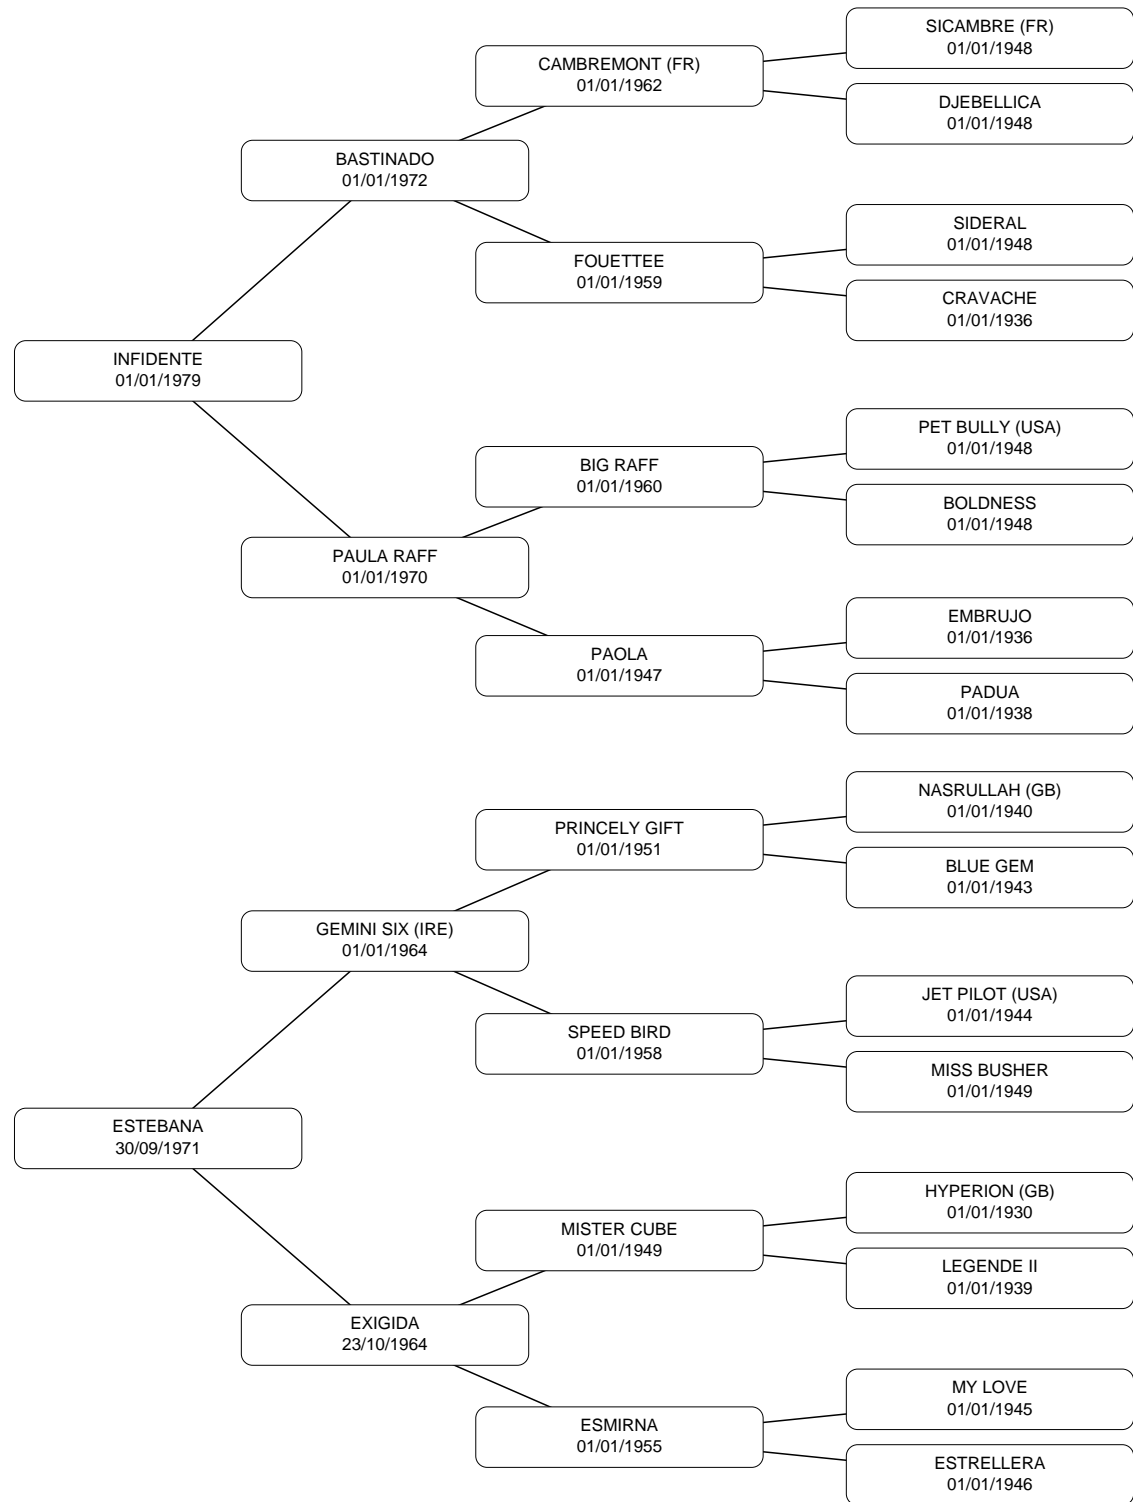 SICAMBRE (FR)
01/01/1948
CAMBREMONT (FR)
01/01/1962
DJEBELLICA
01/01/1948
BASTINADO
01/01/1972
SIDERAL
01/01/1948
FOUETTEE
01/01/1959
CRAVACHE
01/01/1936
INFIDENTE
01/01/1979
PET BULLY (USA)
01/01/1948
BIG RAFF
01/01/1960
BOLDNESS
01/01/1948
PAULA RAFF
01/01/1970
EMBRUJO
01/01/1936
PAOLA
01/01/1947
PADUA
01/01/1938
NASRULLAH (GB)
01/01/1940
PRINCELY GIFT
01/01/1951
BLUE GEM
01/01/1943
GEMINI SIX (IRE)
01/01/1964
JET PILOT (USA)
01/01/1944
SPEED BIRD
01/01/1958
MISS BUSHER
01/01/1949
ESTEBANA
30/09/1971
HYPERION (GB)
01/01/1930
MISTER CUBE
01/01/1949
LEGENDE II
01/01/1939
EXIGIDA
23/10/1964
MY LOVE
01/01/1945
ESMIRNA
01/01/1955
ESTRELLERA
01/01/1946